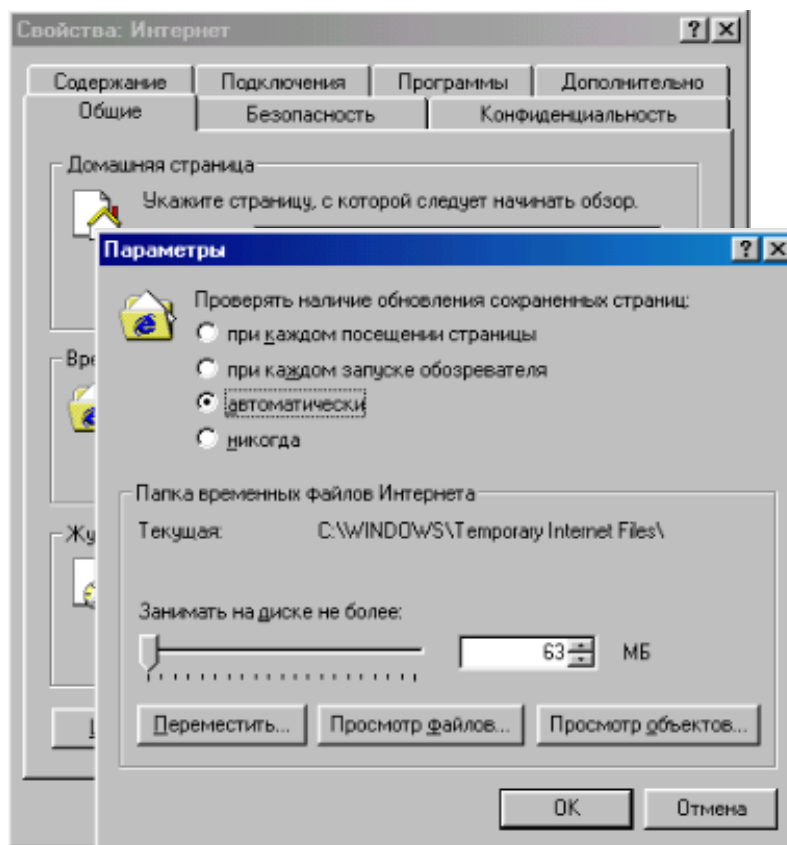 Свойства: Интернет
Содержание Подключения Программы Дополнительно
Общие Безопасность Конфиденциальность
Домашняя страница
Укажите страницу, с которой следует начинать обзор.
Параметры
Проверять наличие обновления сохраненных страниц:
при каждом посещении страницы
при каждом запуске обозревателя
автоматически
никогда
Папка временных файлов Интернета
Текущая: C:\WINDOWS\Temporary Internet Files\
Занимать на диске не более:
63 МБ
Переместить... Просмотр файлов... Просмотр объектов...
OK Отмена